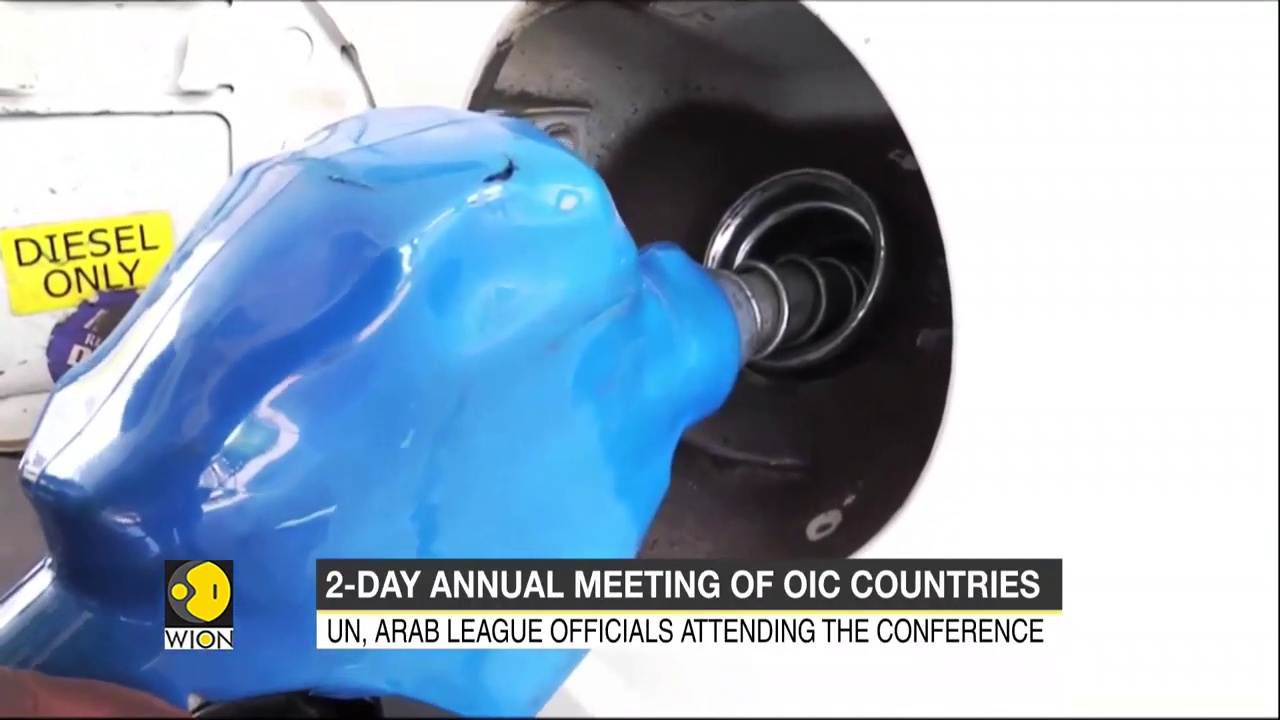 DIESEL
ONLY
2-DAY ANNUAL MEETING OF OIC COUNTRIES
UN, ARAB LEAGUE OFFICIALS ATTENDING THE CONFERENCE
WION